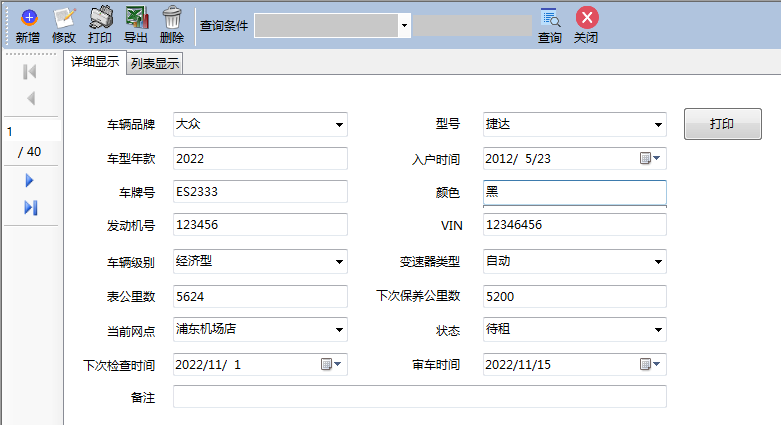 新增 修改 打印 导出 删除 查询条件 查询 关闭
详细显示 列表显示
1
/ 40
车辆品牌 大众 型号 捷达 打印
车型年款 2022 入户时间 2012/ 5/23
车牌号 ES2333 颜色 黑
发动机号 123456 VIN 12346456
车辆级别 经济型 变速器类型 自动
表公里数 5624 下次保养公里数 5200
当前网点 浦东机场店 状态 待租
下次检查时间 2022/11/ 1 审车时间 2022/11/15
备注